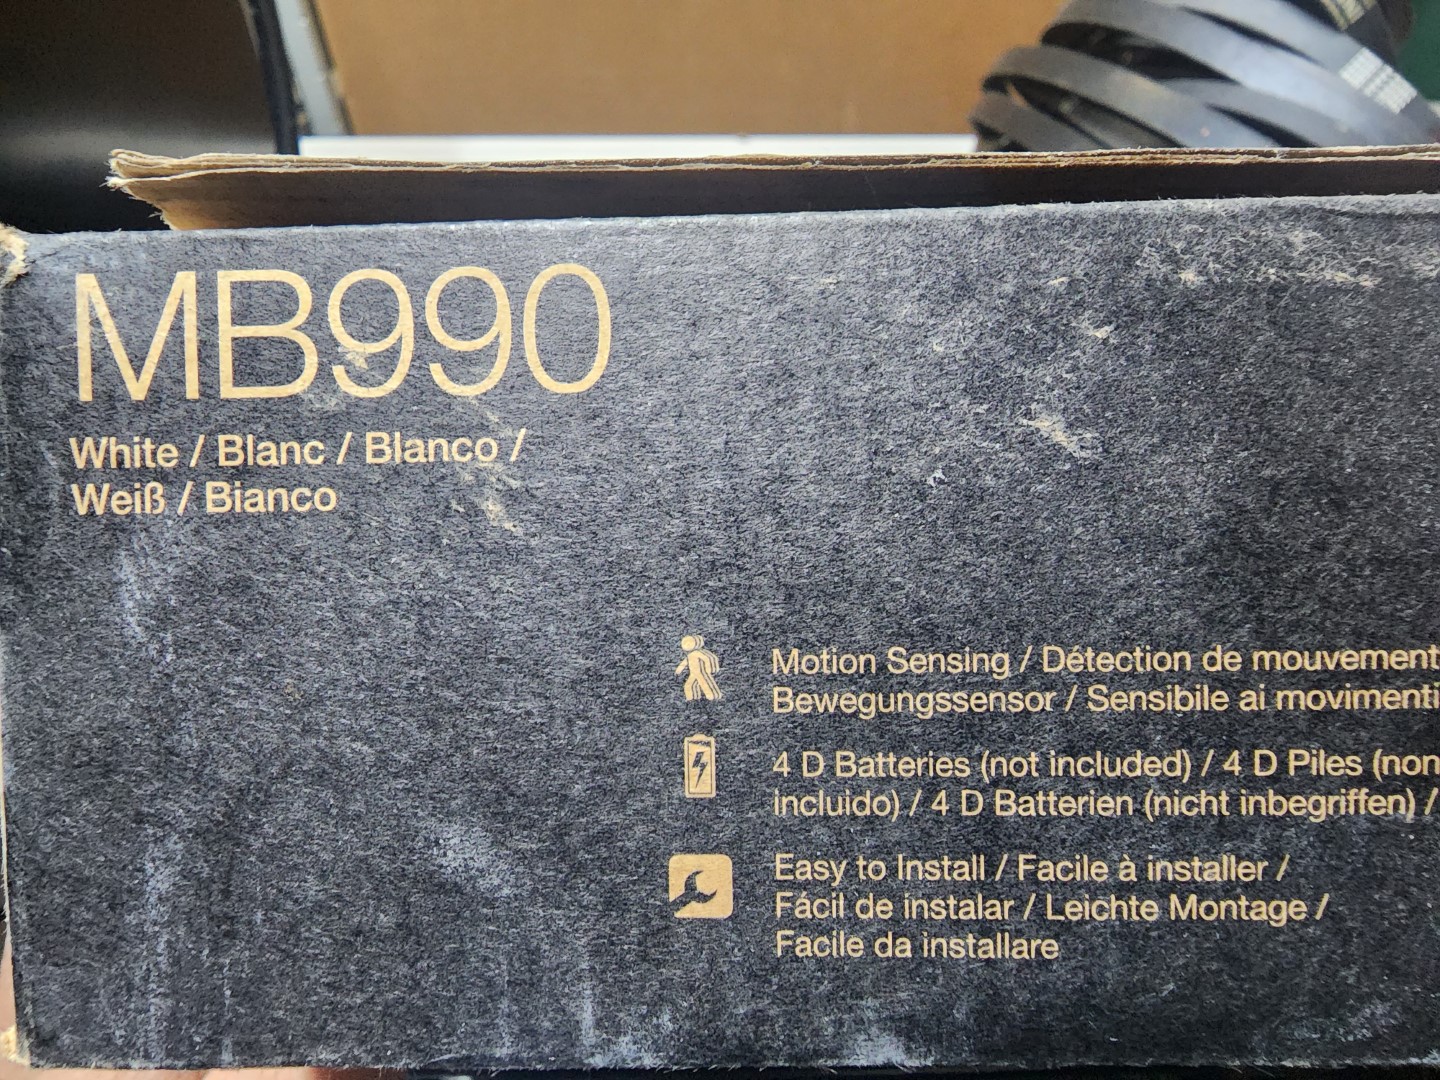 MB990
White / Blanc / Blanco /
Weiß / Bianco
Motion Sensing / Détection de mouvement
Bewegungssensor / Sensibile ai movimenti
4 D Batteries (not included) / 4 D Piles (non
incluido) / 4 D Batterien (nicht inbegriffen) /
Easy to Install / Facile à installer /
Fácil de instalar / Leichte Montage /
Facile da installare